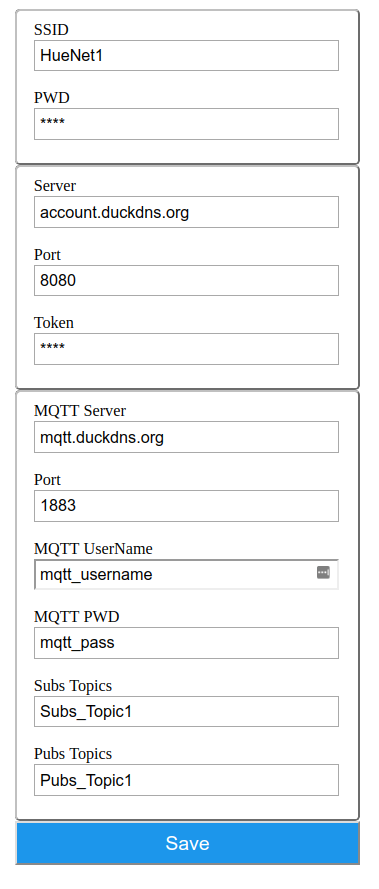 SSID
HueNet1
PWD
****
Server
account.duckdns.org
Port
8080
Token
****
MQTT Server
mqtt.duckdns.org
Port
1883
MQTT UserName
mqtt_username
MQTT PWD
mqtt_pass
Subs Topics
Subs_Topic1
Pubs Topics
Pubs_Topic1
Save